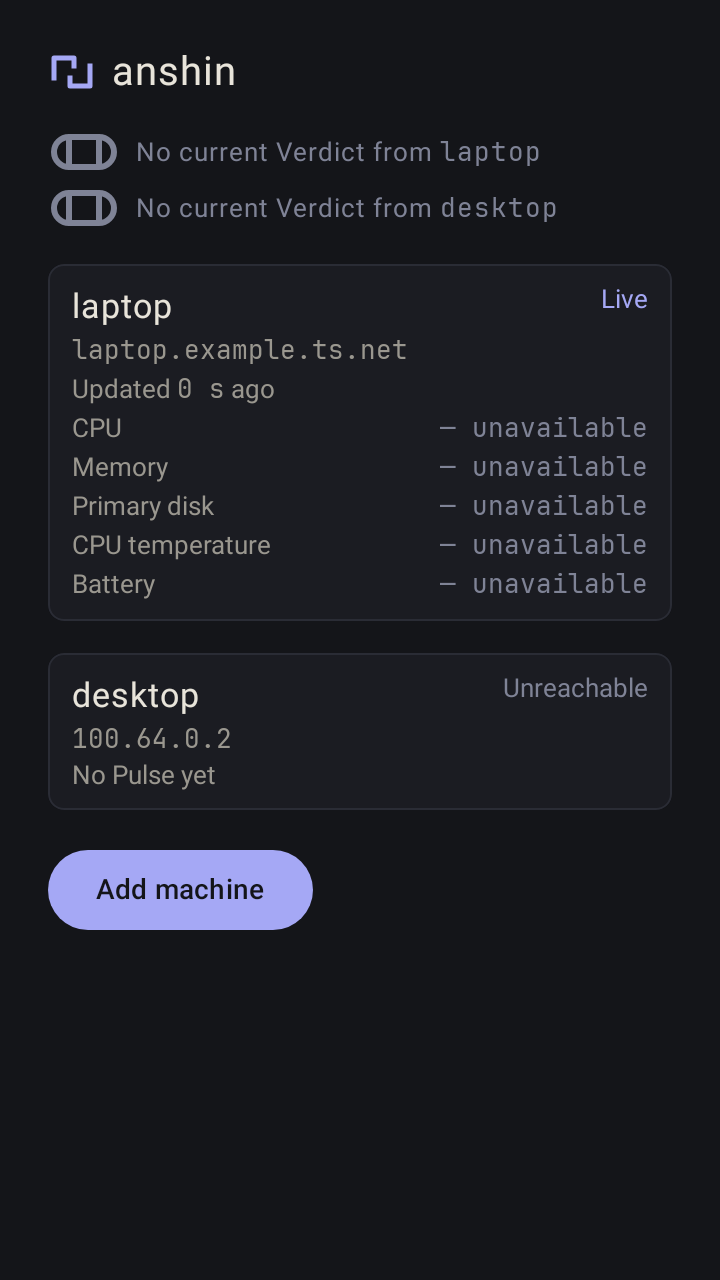 anshin
No current Verdict from laptop
No current Verdict from desktop
laptop Live
laptop.example.ts.net
Updated 0 s ago
CPU — unavailable
Memory — unavailable
Primary disk — unavailable
CPU temperature — unavailable
Battery — unavailable
desktop Unreachable
100.64.0.2
No Pulse yet
Add machine